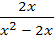 2x
x² − 2x